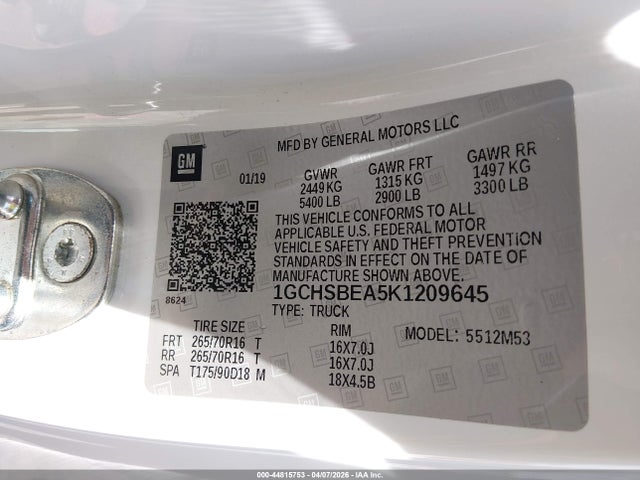 MFD BY GENERAL MOTORS LLC
GM
01/19
GVWR GAWR FRT GAWR RR
2449 KG 1315 KG 1497 KG
5400 LB 2900 LB 3300 LB
THIS VEHICLE CONFORMS TO ALL
APPLICABLE U.S. FEDERAL MOTOR
VEHICLE SAFETY AND THEFT PREVENTION
STANDARDS IN EFFECT ON THE DATE OF
MANUFACTURE SHOWN ABOVE.
8624
1GCHSBEA5K1209645
TYPE: TRUCK
TIRE SIZE RIM MODEL: 5512M53
FRT 265/70R16 T 16X7.0J
RR 265/70R16 T 16X7.0J
SPA T175/90D18 M 18X4.5B
000-44815753 - 04/07/2026 - IAA Inc.